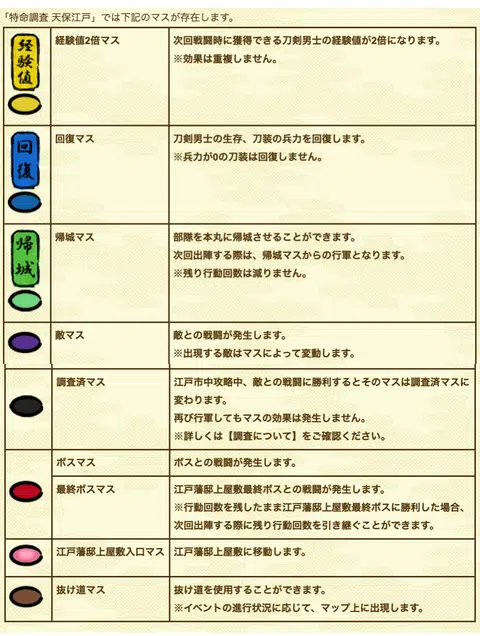 「特命調査 天保江戸」では下記のマスが存在します。
経験値
経験値2倍マス
次回戦闘時に獲得できる刀剣男士の経験値が2倍になります。
※効果は重複しません。
回復
回復マス
刀剣男士の生存、刀装の兵力を回復します。
※兵力が0の刀装は回復しません。
帰城
帰城マス
部隊を本丸に帰城させることができます。
次回出陣する際は、帰城マスからの行軍となります。
※残り行動回数は減りません。
敵マス
敵との戦闘が発生します。
※出現する敵はマスによって変動します。
調査済マス
江戸市中攻略中、敵との戦闘に勝利するとそのマスは調査済マスに
変わります。
再び行軍してもマスの効果は発生しません。
※詳しくは【調査について】をご確認ください。
ボスマス
ボスとの戦闘が発生します。
最終ボスマス
江戸藩邸上屋敷最終ボスとの戦闘が発生します。
※行動回数を残したまま江戸藩邸上屋敷最終ボスに勝利した場合、
次回出陣する際に残り行動回数を引き継ぐことができます。
江戸藩邸上屋敷入口マス
江戸藩邸上屋敷に移動します。
抜け道マス
抜け道を使用することができます。
※イベントの進行状況に応じて、マップ上に出現します。